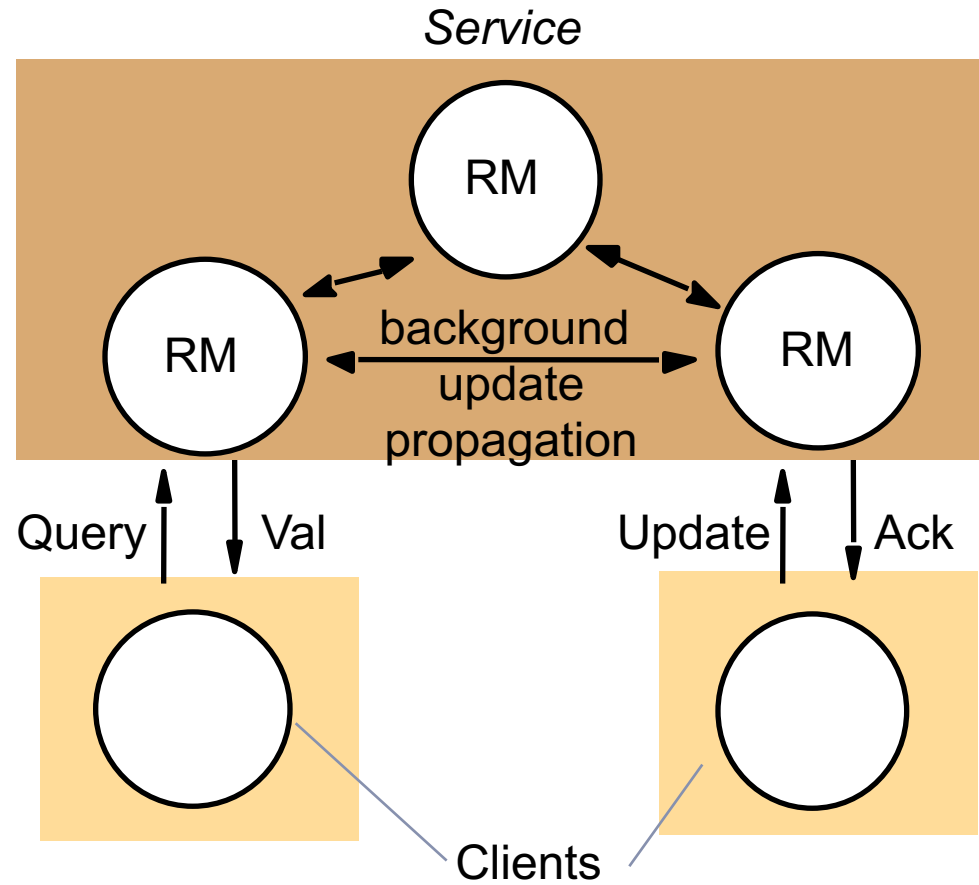 Service
RM
RM
RM
background
update
propagation
Query
Val
Update
Ack
Clients